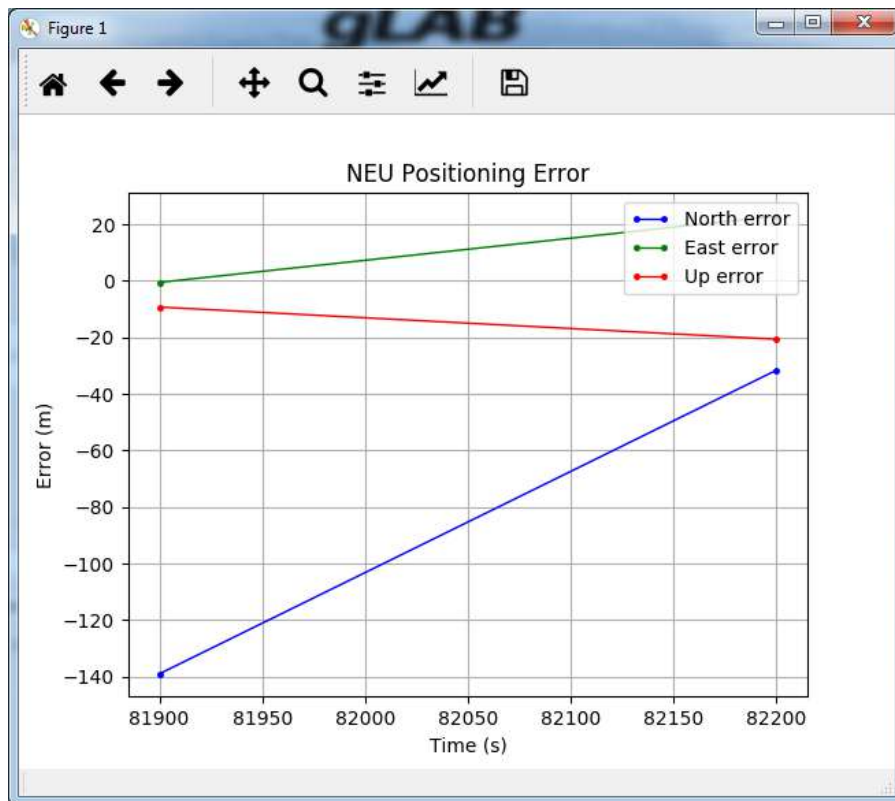 gLAB
Figure 1
NEU Positioning Error
North error
East error
Up error
Error (m)
20
0
−20
−40
−60
−80
−100
−120
−140
81900 81950 82000 82050 82100 82150 82200
Time (s)